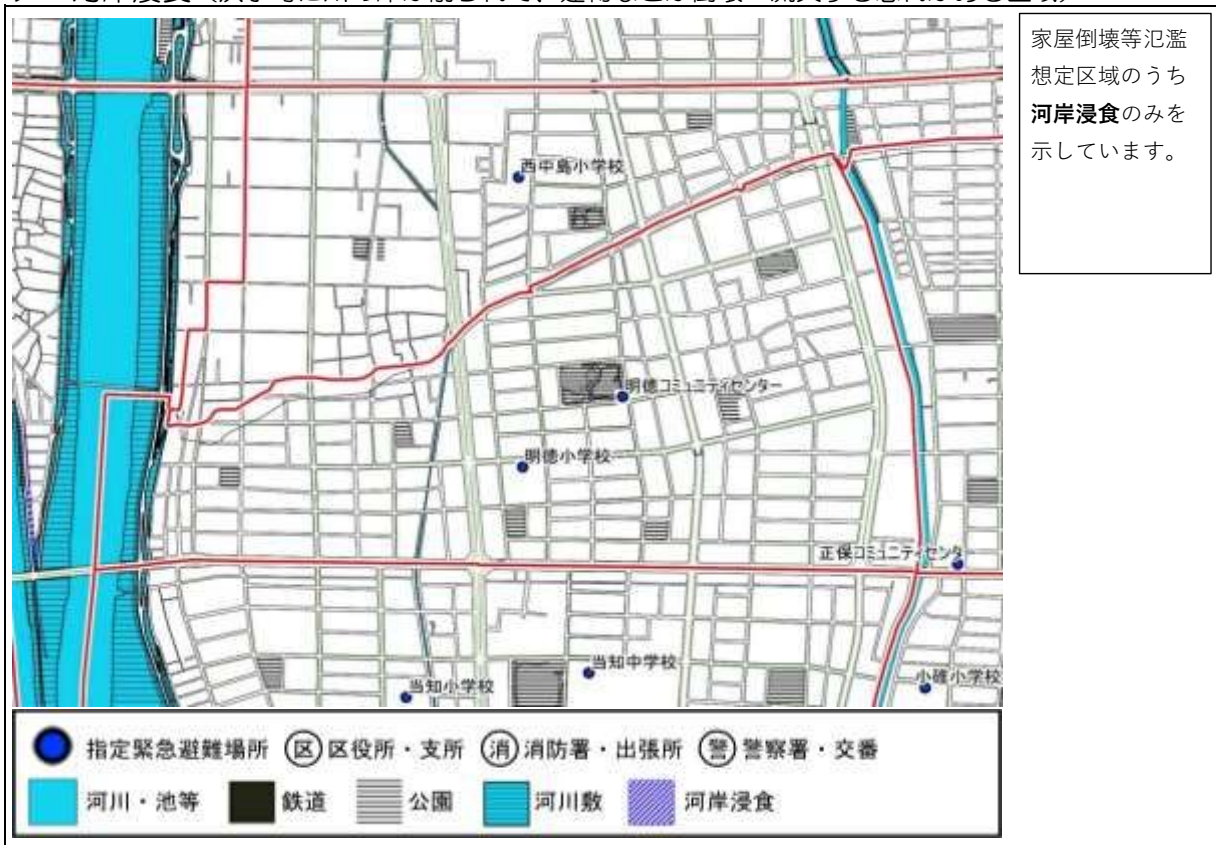 家屋倒壊等氾濫
想定区域のうち
河岸浸食のみを
示しています。
西中島小学校
明徳コミュニティセンター
明徳小学校
正保コミュニティセンター
当知中学校
当知小学校
小碓小学校
指定緊急避難場所 区 区役所・支所 消 消防署・出張所 警 警察署・交番
河川・池等 鉄道 公園 河川敷 河岸浸食